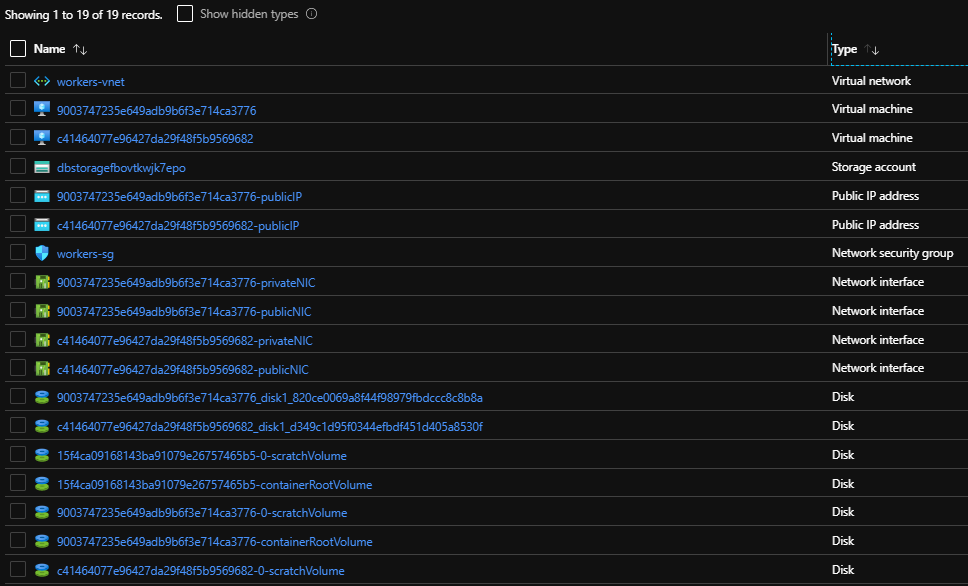 Showing 1 to 19 of 19 records. Show hidden types
Name Type
workers-vnet Virtual network
9003747235e649adb9b6f3e714ca3776 Virtual machine
c41464077e96427da29f48f5b9569682 Virtual machine
dbstoragefbovtkwjk7epo Storage account
9003747235e649adb9b6f3e714ca3776-publicIP Public IP address
c41464077e96427da29f48f5b9569682-publicIP Public IP address
workers-sg Network security group
9003747235e649adb9b6f3e714ca3776-privateNIC Network interface
9003747235e649adb9b6f3e714ca3776-publicNIC Network interface
c41464077e96427da29f48f5b9569682-privateNIC Network interface
c41464077e96427da29f48f5b9569682-publicNIC Network interface
9003747235e649adb9b6f3e714ca3776_disk1_820ce0069a8f44f98979fbdccc8c8b8a Disk
c41464077e96427da29f48f5b9569682_disk1_d349c1d95f0344efbdf451d405a8530f Disk
15f4ca09168143ba91079e26757465b5-0-scratchVolume Disk
15f4ca09168143ba91079e26757465b5-containerRootVolume Disk
9003747235e649adb9b6f3e714ca3776-0-scratchVolume Disk
9003747235e649adb9b6f3e714ca3776-containerRootVolume Disk
c41464077e96427da29f48f5b9569682-0-scratchVolume Disk